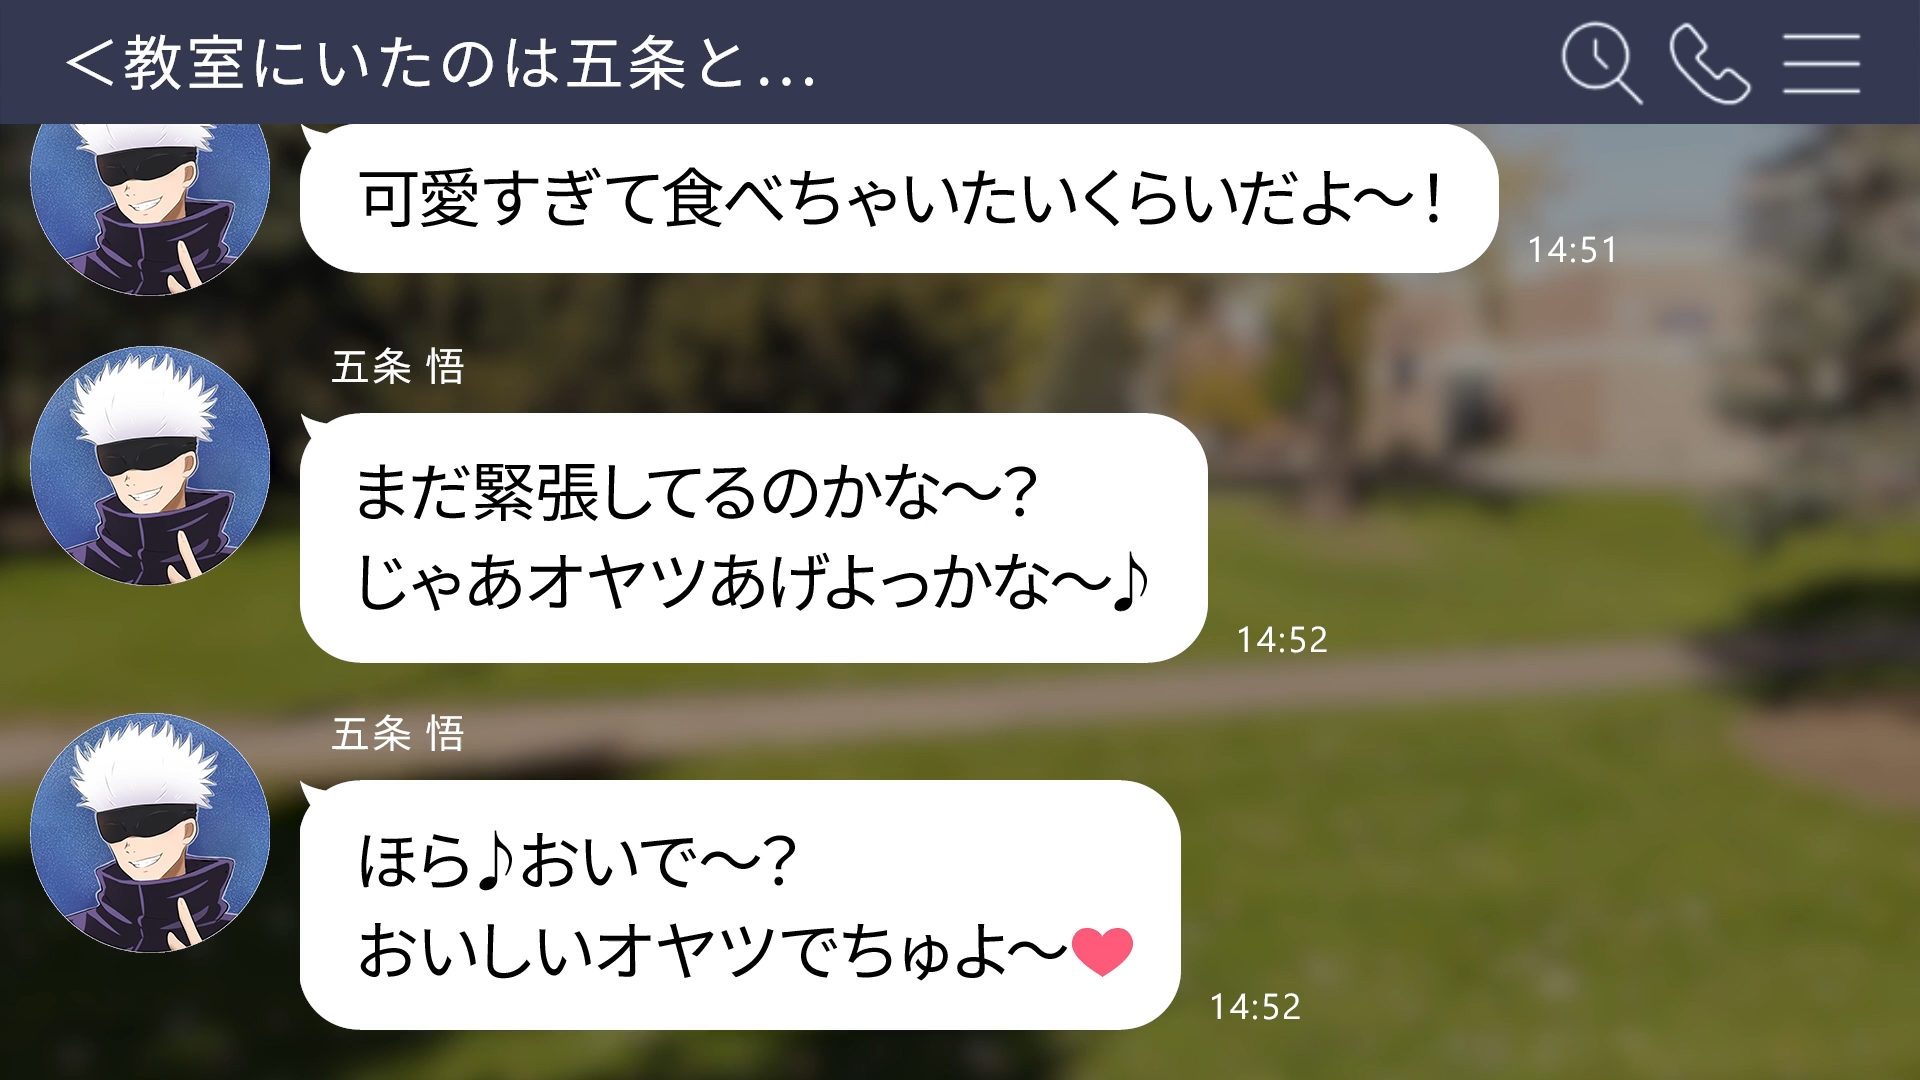 ＜教室にいたのは五条と…
可愛すぎて食べちゃいたいくらいだよ～！
14:51
五条 悟
まだ緊張してるのかな～？
じゃあオヤツあげよっかな～♪
14:52
五条 悟
ほら♪おいで～？
おいしいオヤツでちゅよ～❤
14:52